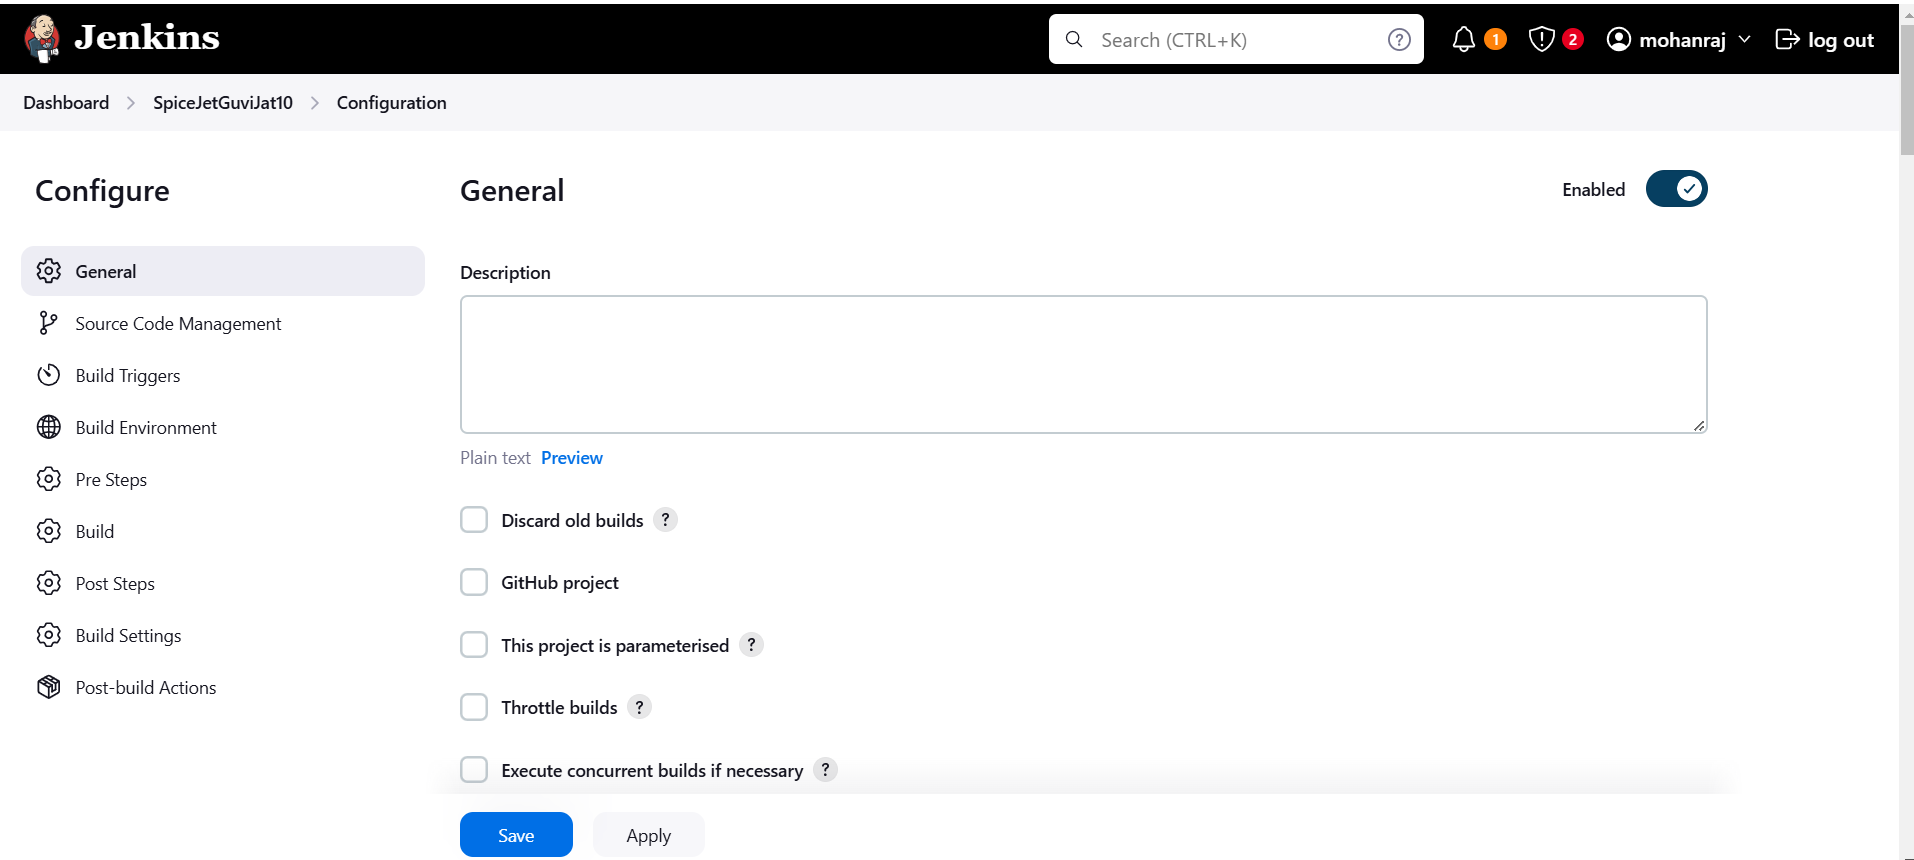 Jenkins
Search (CTRL+K) ? 1 2 mohanraj log out
Dashboard > SpiceJetGuviJat10 > Configuration
Configure
General
Source Code Management
Build Triggers
Build Environment
Pre Steps
Build
Post Steps
Build Settings
Post-build Actions
General
Enabled
Description
Plain text Preview
Discard old builds ?
GitHub project
This project is parameterised ?
Throttle builds ?
Execute concurrent builds if necessary ?
Save Apply